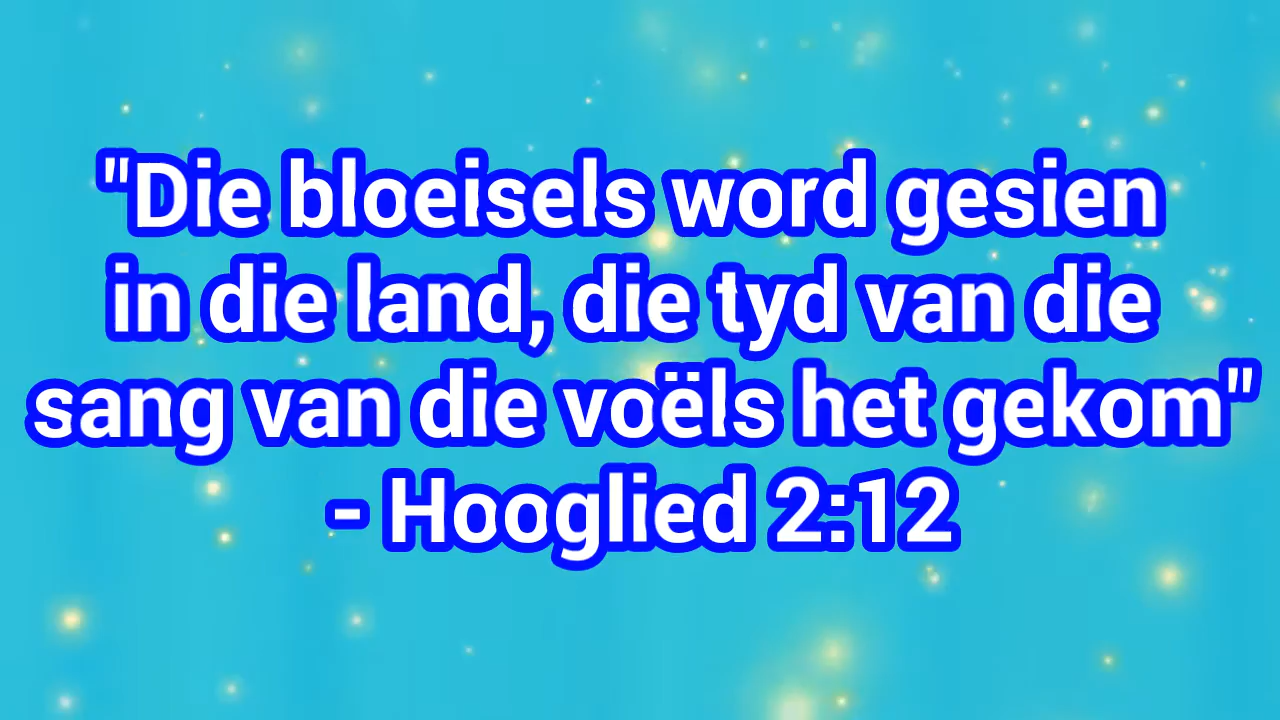 "Die bloeisels word gesien
in die land, die tyd van die
sang van die voëls het gekom"
- Hooglied 2:12